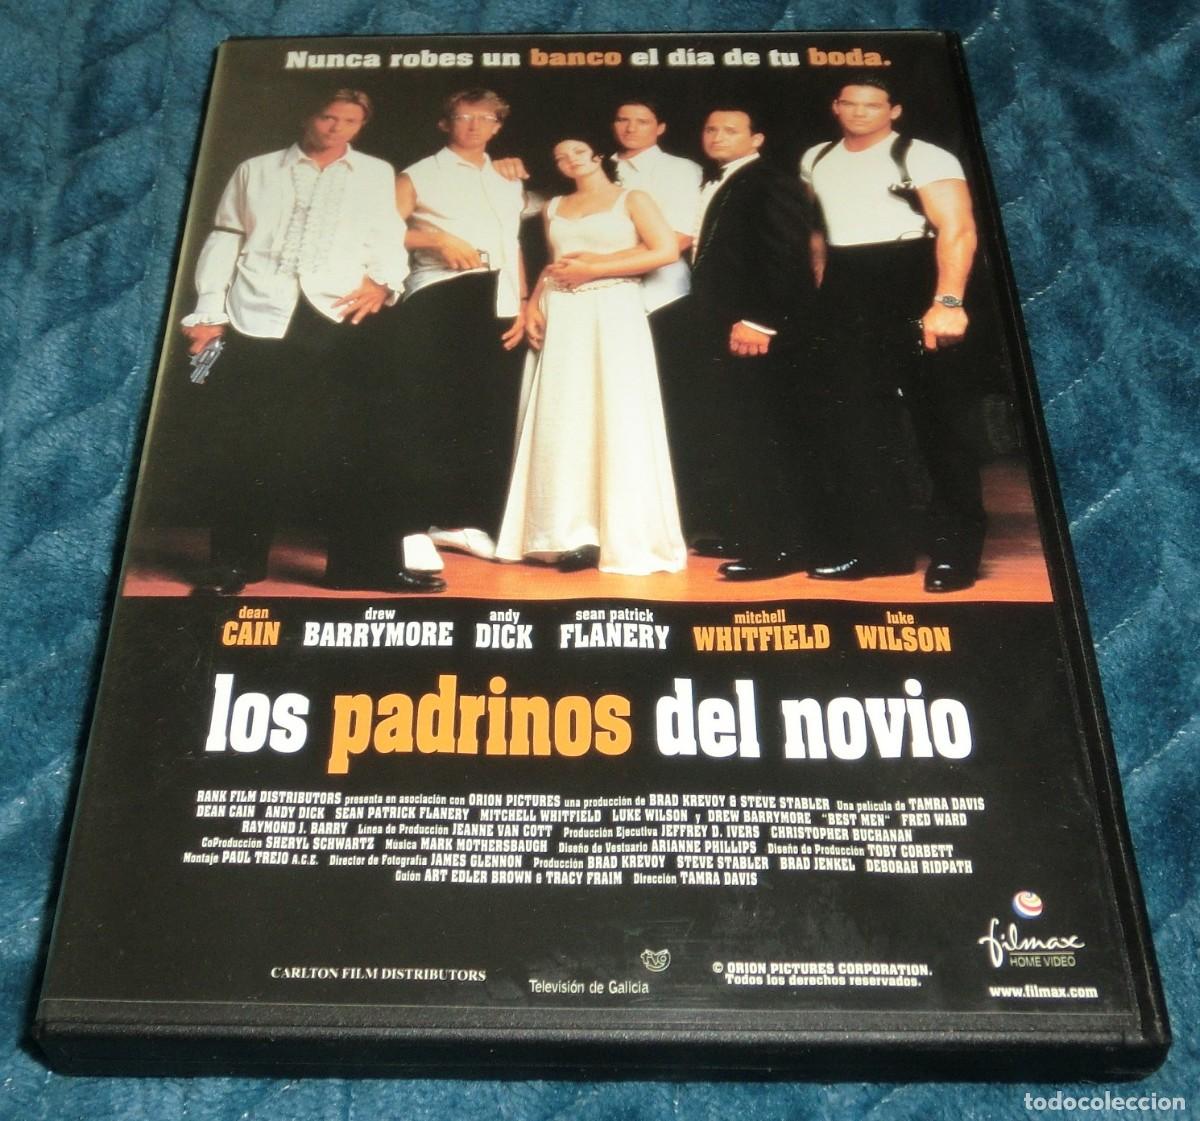 Nunca robes un banco el día de tu boda.
dean CAIN
drew BARRYMORE
andy DICK
sean patrick FLANERY
mitchell WHITFIELD
luke WILSON
los padrinos del novio
RANK FILM DISTRIBUTORS presenta en asociación con ORION PICTURES una producción de BRAD KREVOY & STEVE STABLER Una película de TAMRA DAVIS
DEAN CAIN ANDY DICK SEAN PATRICK FLANERY MITCHELL WHITFIELD LUKE WILSON y DREW BARRYMORE "BEST MEN" FRED WARD
RAYMOND J. BARRY Línea de Producción JEANNE VAN COTT Producción Ejecutiva JEFFREY D. IVERS CHRISTOPHER BUCHANAN
CoProducción SHERYL SCHWARTZ Música MARK MOTHERSBAUGH Diseño de Vestuario ARIANNE PHILLIPS Diseño de Producción TOBY CORBETT
Montaje PAUL TREJO A.C.E. Director de Fotografía JAMES GLENNON Producción BRAD KREVOY STEVE STABLER BRAD JENKEL DEBORAH RIDPATH
Guión ART EDLER BROWN & TRACY FRAIM Dirección TAMRA DAVIS
CARLTON FILM DISTRIBUTORS
tvg
Televisión de Galicia
© ORION PICTURES CORPORATION.
Todos los derechos reservados.
filmax
HOME VIDEO
www.filmax.com
todocoleccion